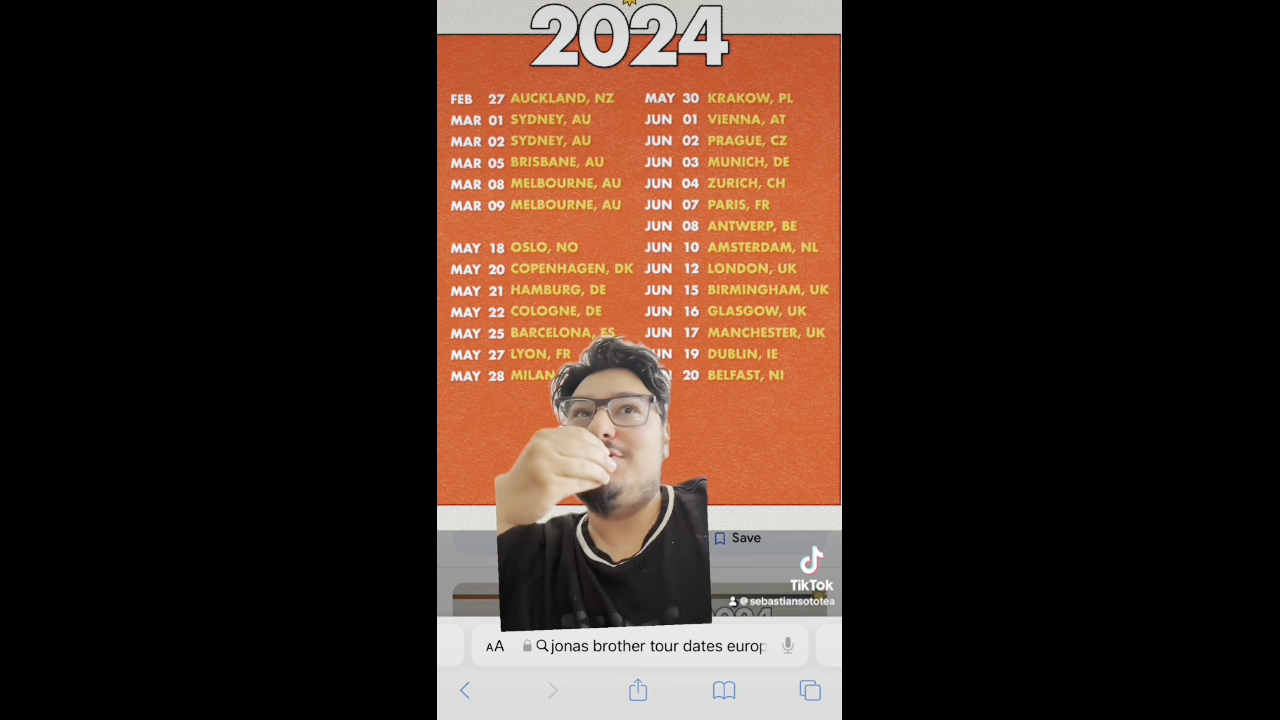 2024
FEB 27 AUCKLAND, NZ
MAR 01 SYDNEY, AU
MAR 02 SYDNEY, AU
MAR 05 BRISBANE, AU
MAR 08 MELBOURNE, AU
MAR 09 MELBOURNE, AU
MAY 18 OSLO, NO
MAY 20 COPENHAGEN, DK
MAY 21 HAMBURG, DE
MAY 22 COLOGNE, DE
MAY 25 BARCELONA, ES
MAY 27 LYON, FR
MAY 28 MILAN
MAY 30 KRAKOW, PL
JUN 01 VIENNA, AT
JUN 02 PRAGUE, CZ
JUN 03 MUNICH, DE
JUN 04 ZURICH, CH
JUN 07 PARIS, FR
JUN 08 ANTWERP, BE
JUN 10 AMSTERDAM, NL
JUN 12 LONDON, UK
JUN 15 BIRMINGHAM, UK
JUN 16 GLASGOW, UK
JUN 17 MANCHESTER, UK
UN 19 DUBLIN, IE
20 BELFAST, NI
Save
TikTok
@sebastiansototea
AA jonas brother tour dates europ